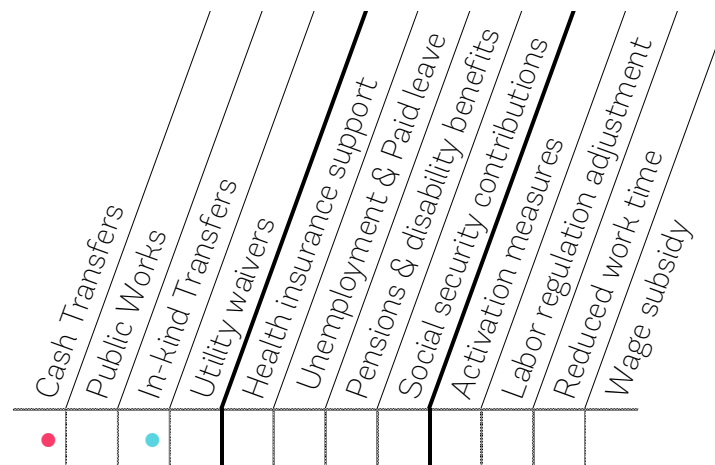 Cash Transfers
Public Works
In-kind Transfers
Utility waivers
Health insurance support
Unemployment & Paid leave
Pensions & disability benefits
Social security contributions
Activation measures
Labor regulation adjustment
Reduced work time
Wage subsidy